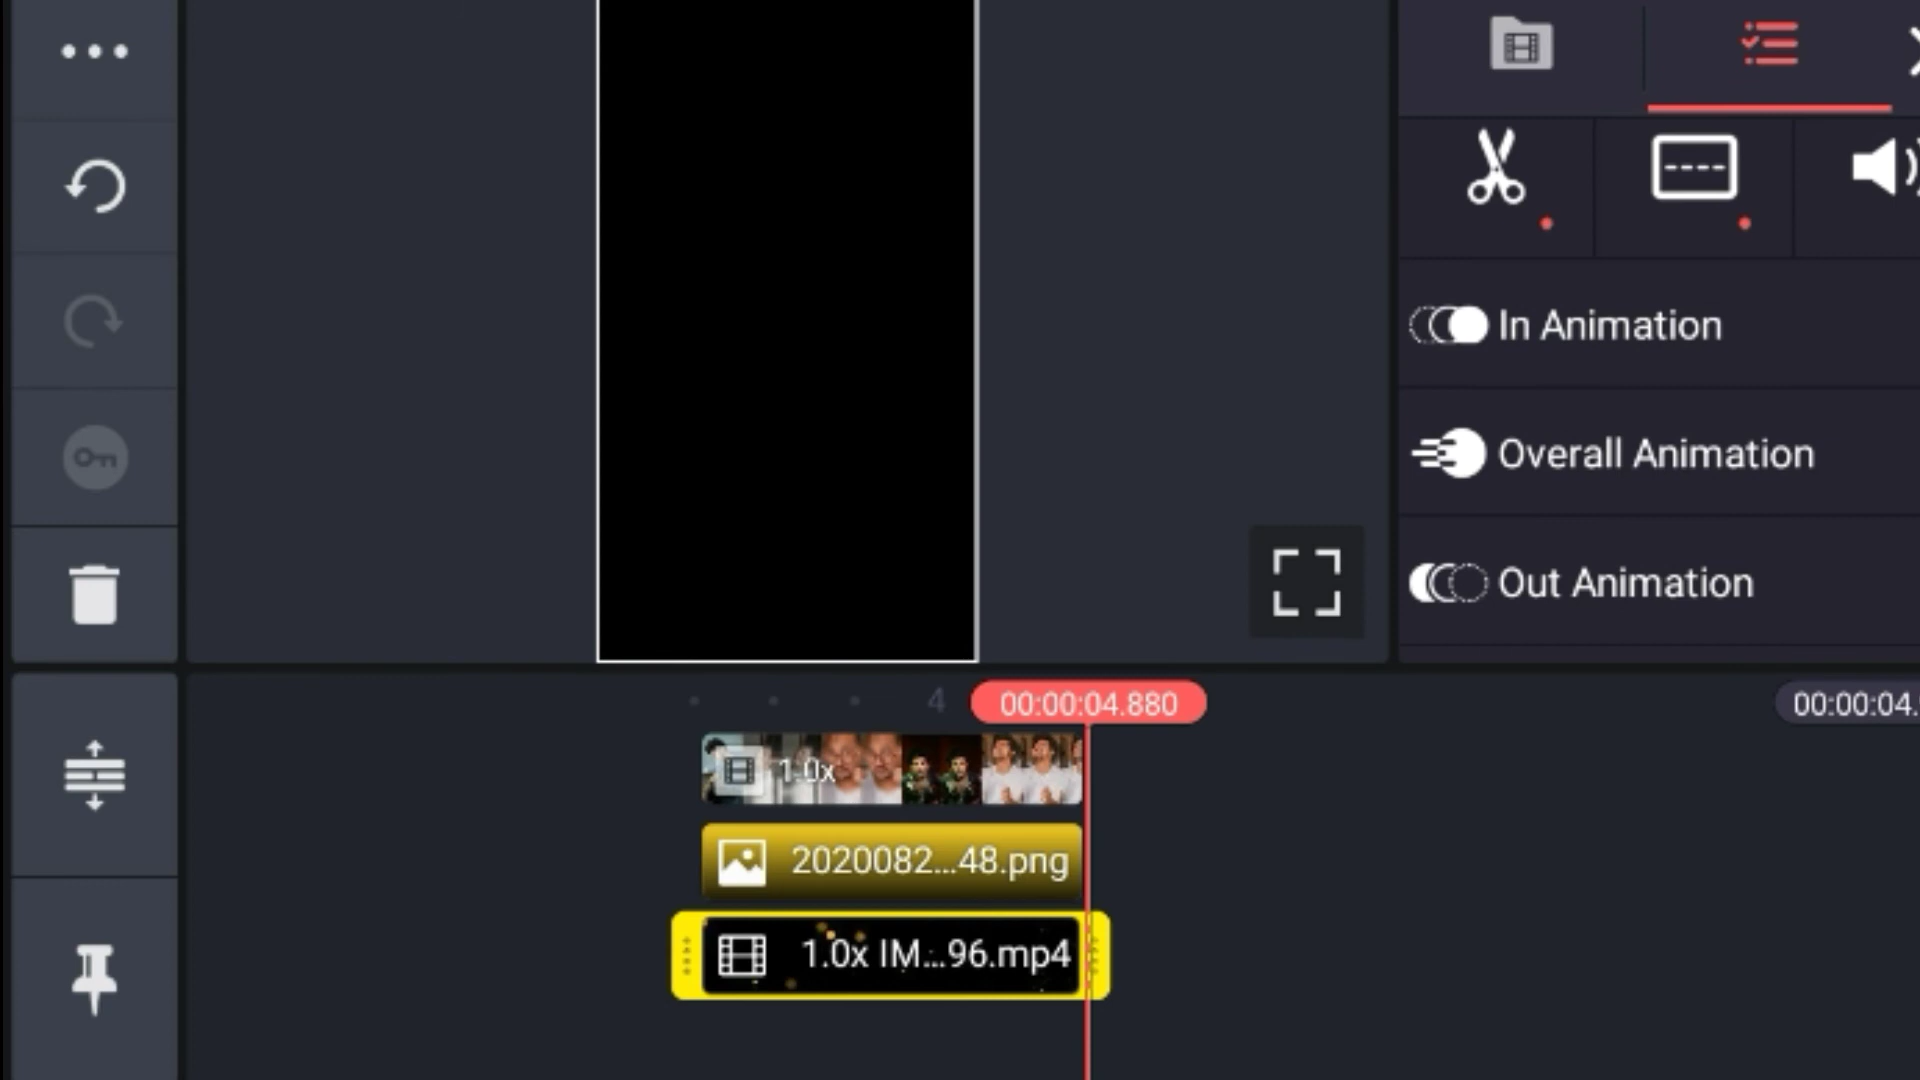 In Animation
Overall Animation
Out Animation
4
00:00:04.880
00:00:04.
1.0x
2020082...48.png
1.0x IM...96.mp4